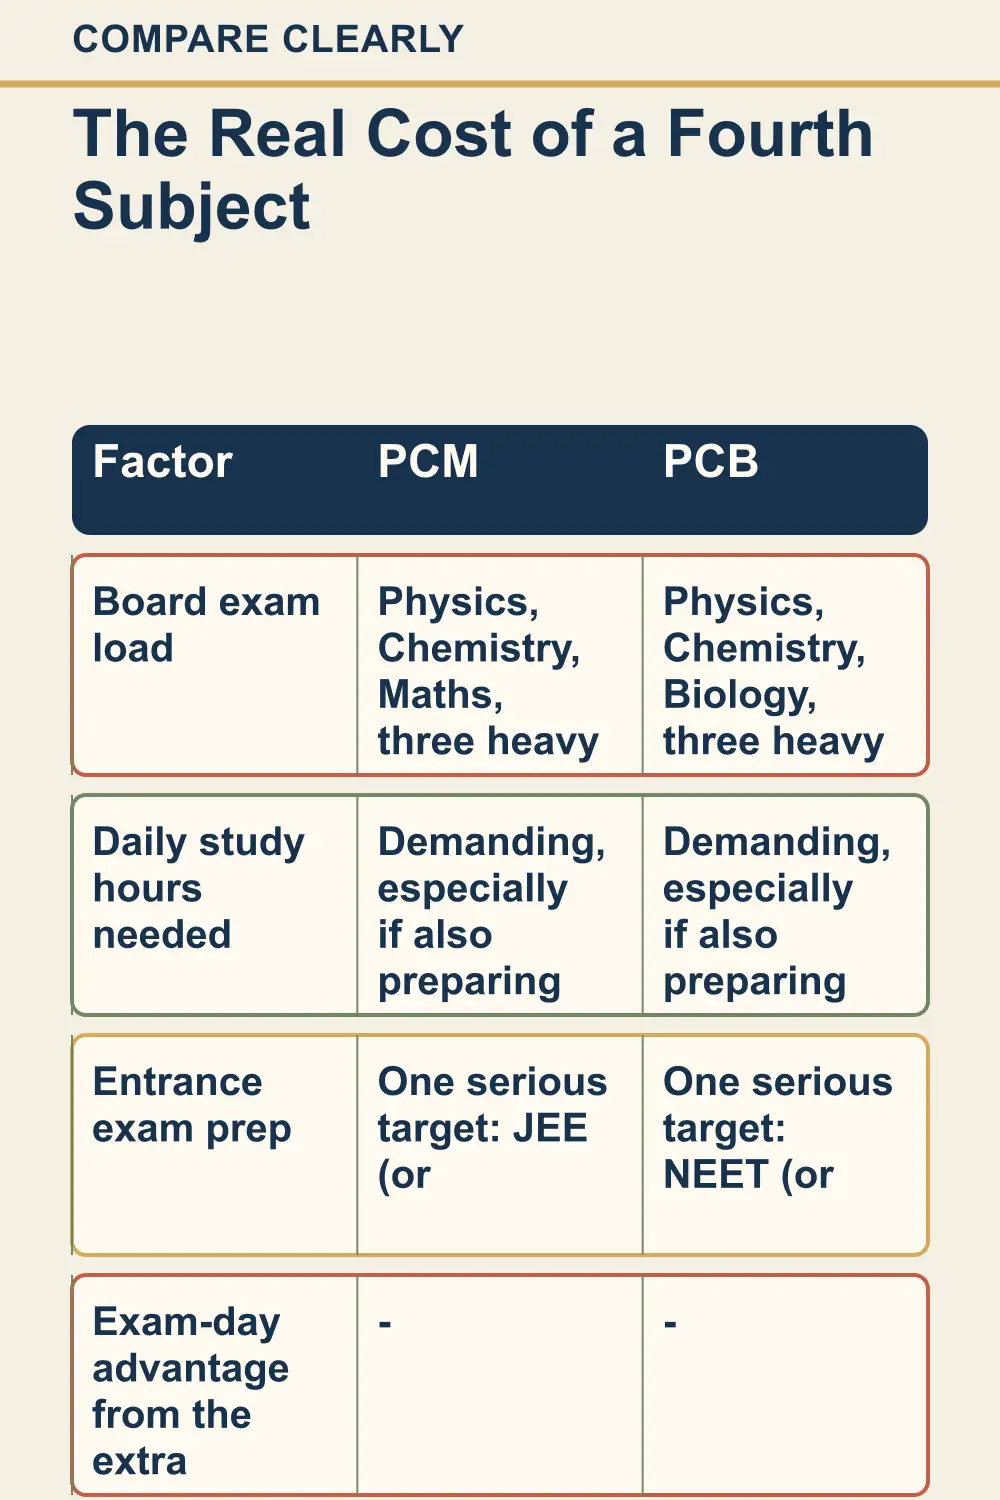 COMPARE CLEARLY
The Real Cost of a Fourth
Subject
Factor
PCM
PCB
Board exam
load
Physics,
Chemistry,
Maths,
three heavy
Physics,
Chemistry,
Biology,
three heavy
Daily study
hours
needed
Demanding,
especially
if also
preparing
Demanding,
especially
if also
preparing
Entrance
exam prep
One serious
target: JEE
(or
One serious
target:
NEET (or
Exam-day
advantage
from the
extra
-
-